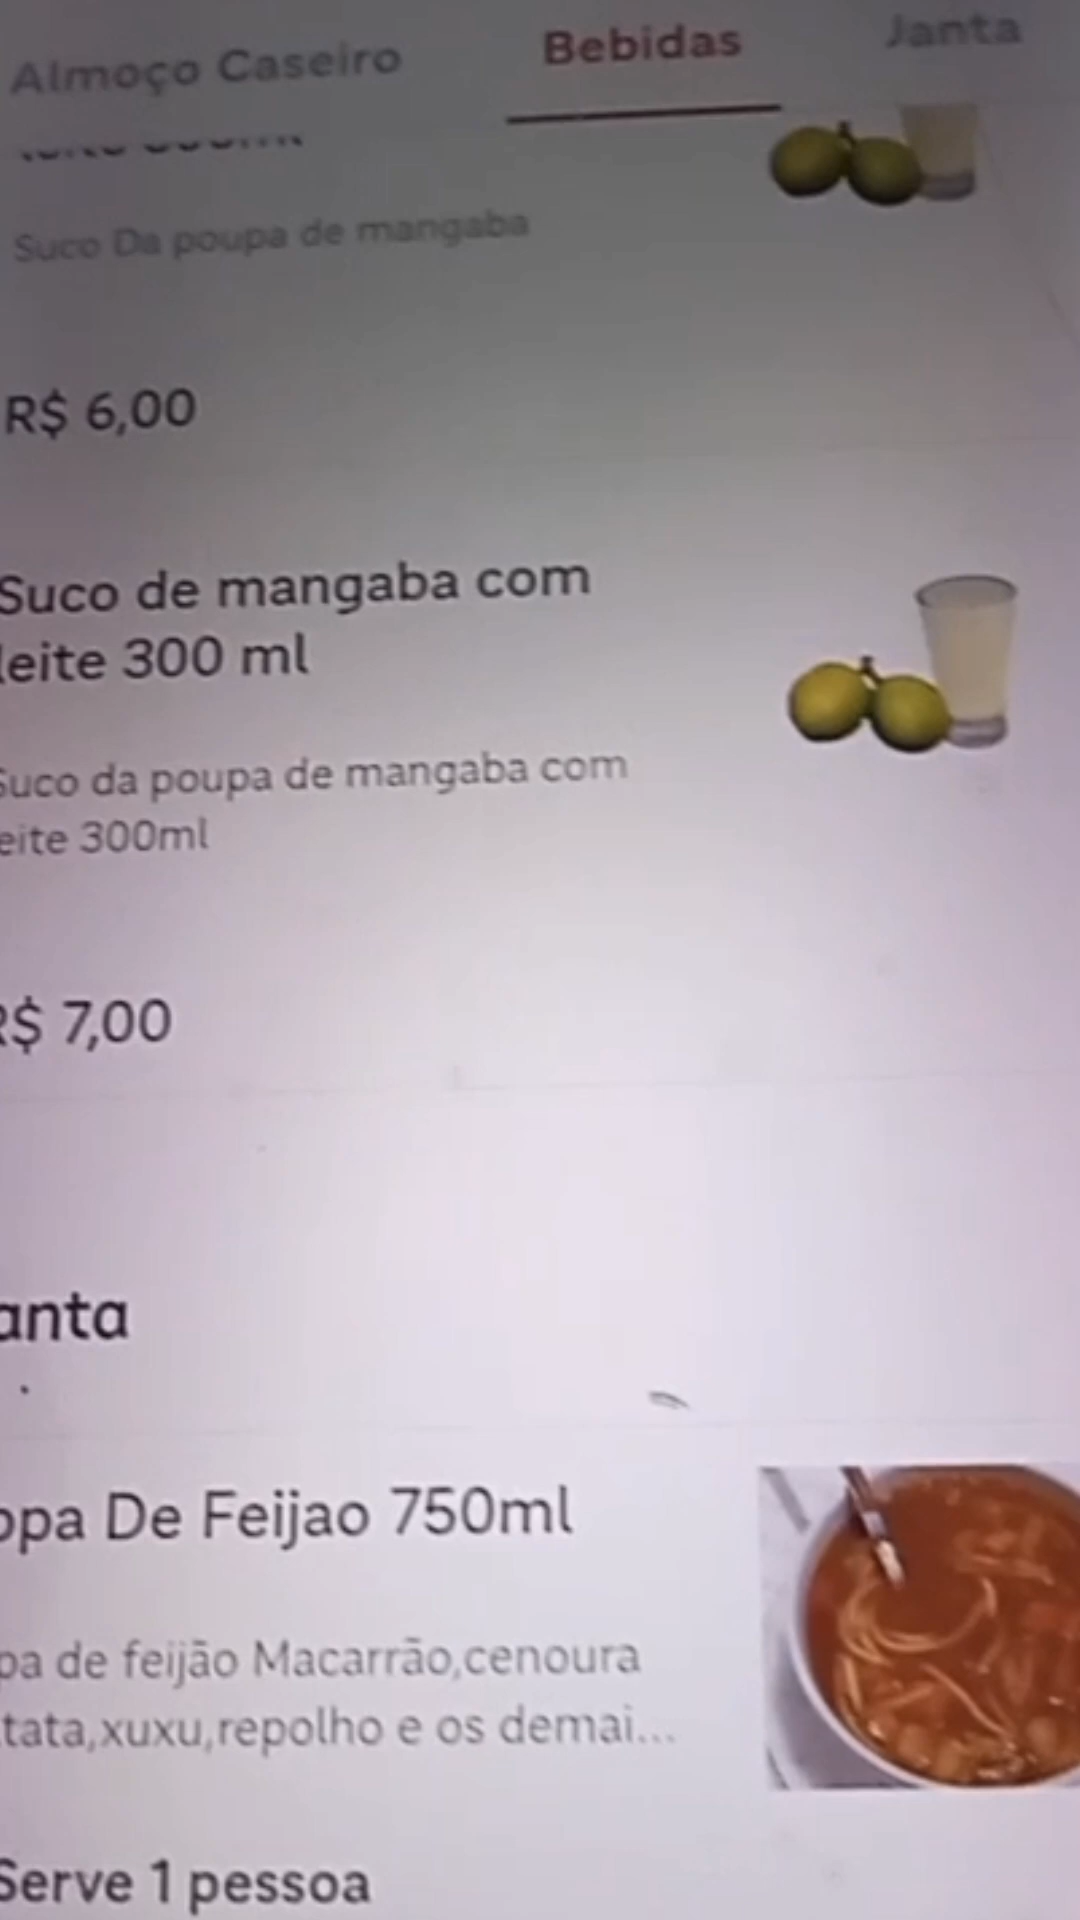 Almoço Caseiro
Bebidas
Janta
Suco Da poupa de mangaba
R$ 6,00
Suco de mangaba com
leite 300 ml
Suco da poupa de mangaba com
eite 300ml
R$ 7,00
anta
opa De Feijao 750ml
pa de feijão Macarrão,cenoura
tata,xuxu,repolho e os demai...
Serve 1 pessoa